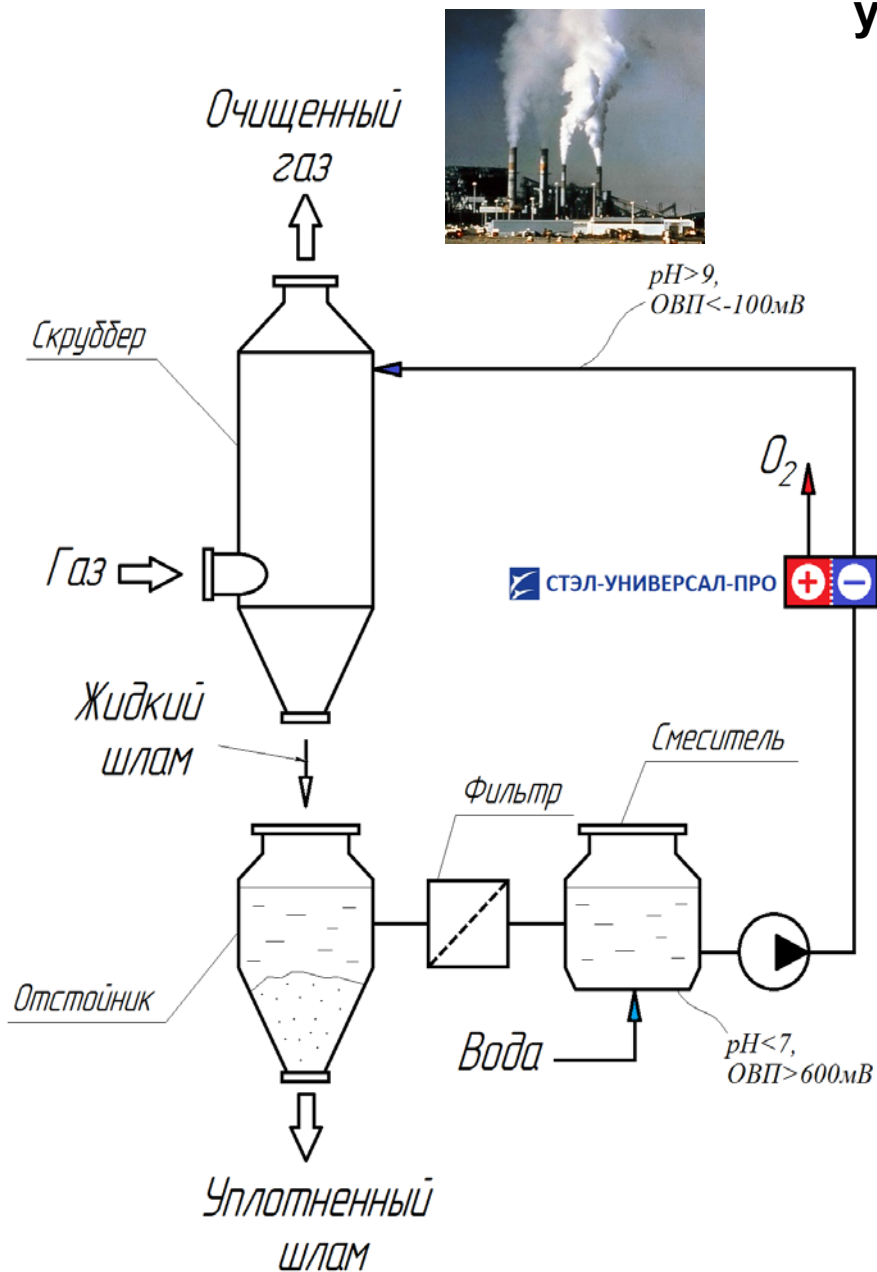 у
Очищенный
газ
pH>9,
ОВП<-100мВ
Скруббер
O₂
Газ
СТЭЛ-УНИВЕРСАЛ-ПРО
+
−
Жидкий
шлам
Смеситель
Фильтр
Отстойник
Вода
pH<7,
ОВП>600мВ
Уплотненный
шлам